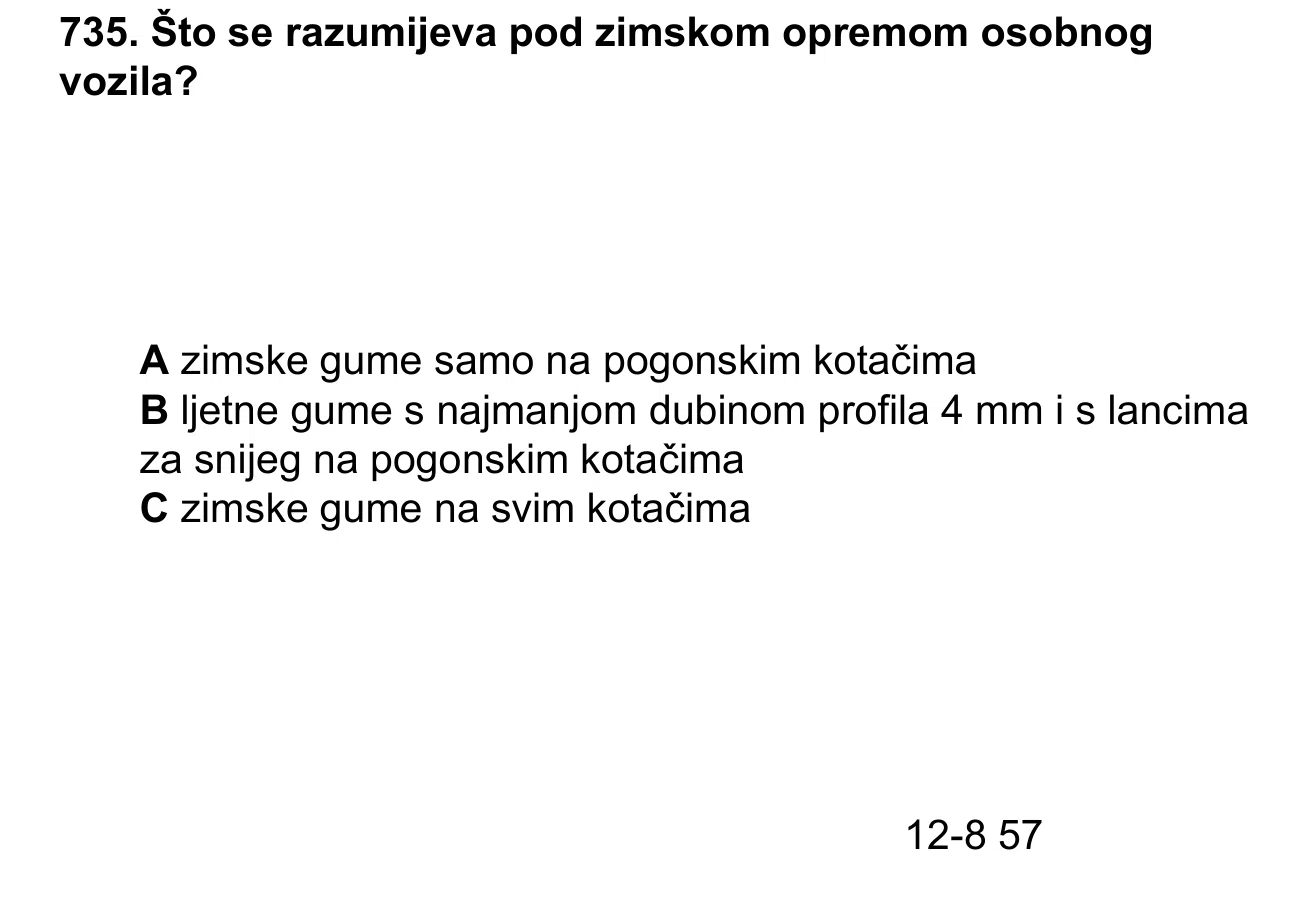 735. Što se razumijeva pod zimskom opremom osobnog
vozila?
A zimske gume samo na pogonskim kotačima
B ljetne gume s najmanjom dubinom profila 4 mm i s lancima
za snijeg na pogonskim kotačima
C zimske gume na svim kotačima
12-8 57